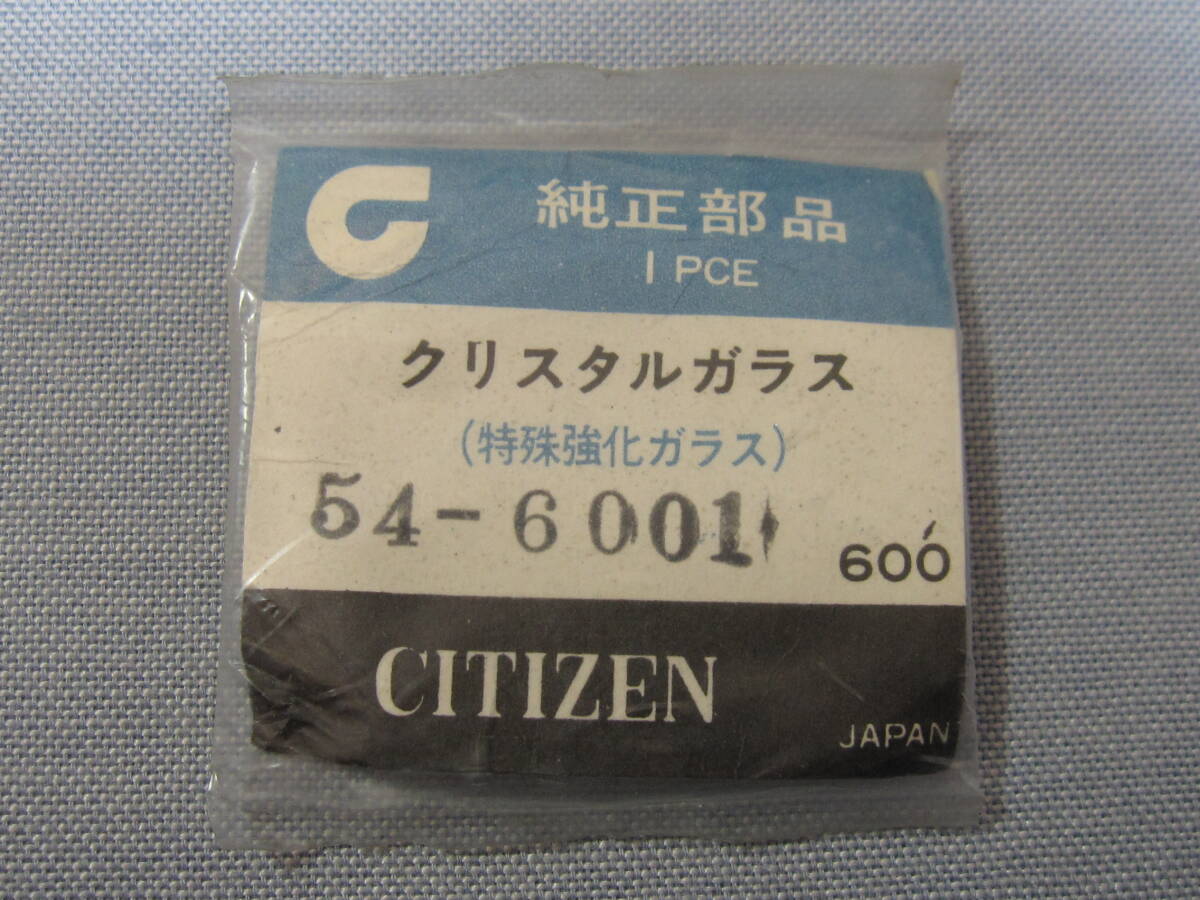 純正部品
1 PCE
クリスタルガラス
(特殊強化ガラス)
54-6001
600
CITIZEN
JAPAN